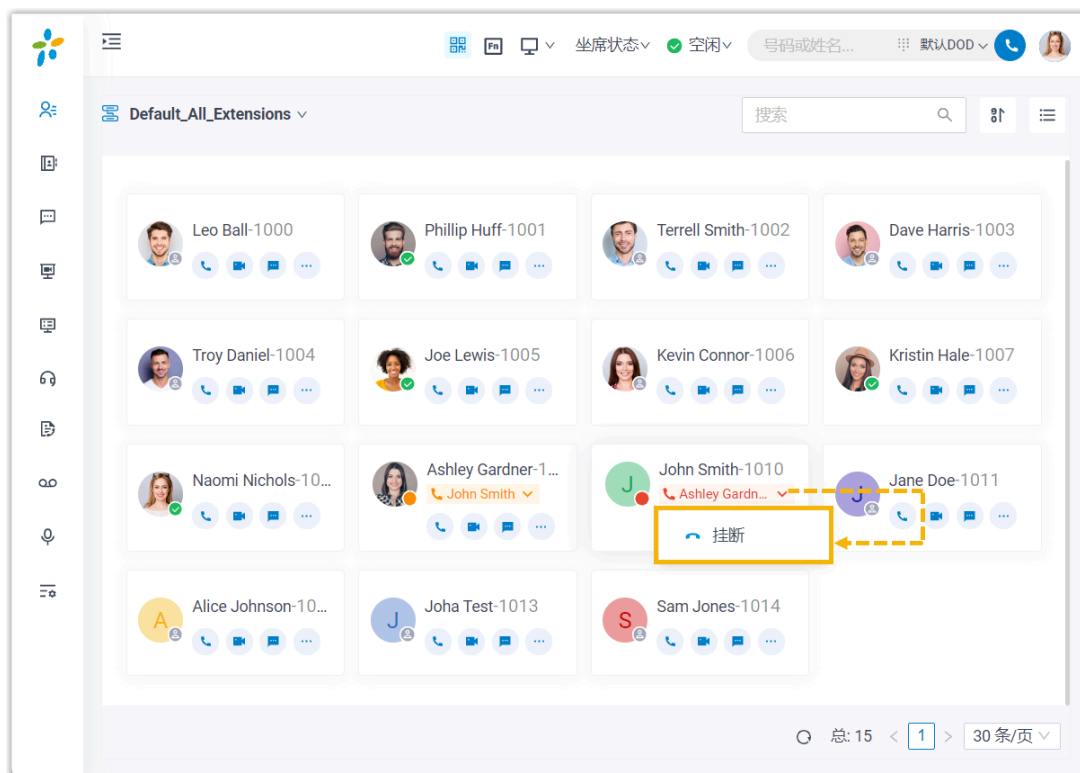 Fn 坐席状态 空闲 号码或姓名... 默认DOD
Default_All_Extensions 搜索
Leo Ball-1000 Phillip Huff-1001 Terrell Smith-1002 Dave Harris-1003
Troy Daniel-1004 Joe Lewis-1005 Kevin Connor-1006 Kristin Hale-1007
Naomi Nichols-10... Ashley Gardner-1... John Smith-1010 Jane Doe-1011
John Smith J Ashley Gardn... J
挂断
Alice Johnson-10... Joha Test-1013 Sam Jones-1014
A J S
总: 15 1 30 条/页